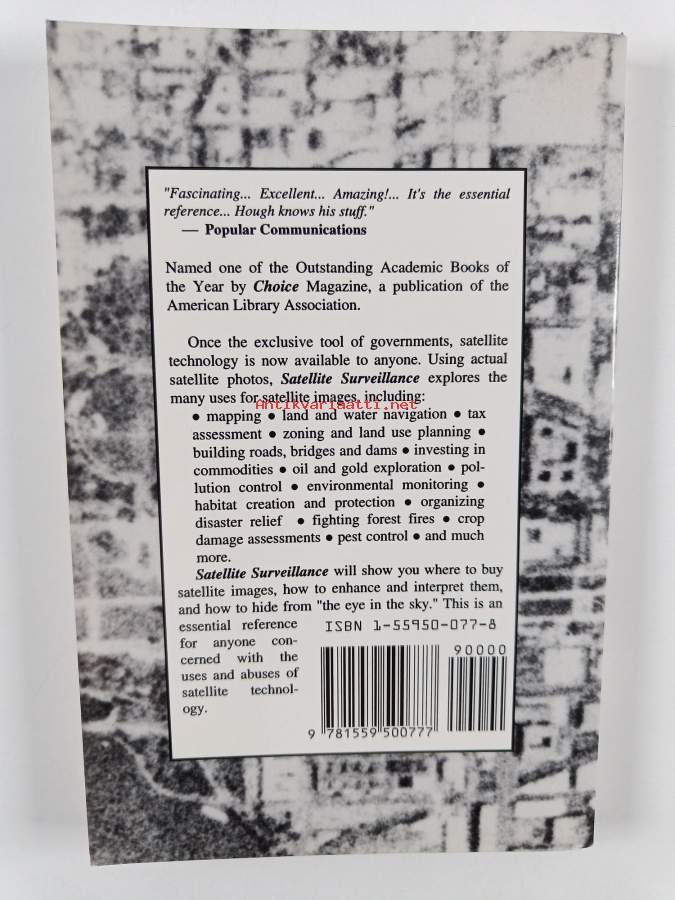 "Fascinating... Excellent... Amazing!... It's the essential
reference... Hough knows his stuff."
— Popular Communications
Named one of the Outstanding Academic Books of
the Year by Choice Magazine, a publication of the
American Library Association.
Once the exclusive tool of governments, satellite
technology is now available to anyone. Using actual
satellite photos, Satellite Surveillance explores the
many uses for satellite images, including:
Antikvariaatti.net
• mapping • land and water navigation • tax
assessment • zoning and land use planning •
building roads, bridges and dams • investing in
commodities • oil and gold exploration • pol-
lution control • environmental monitoring •
habitat creation and protection • organizing
disaster relief • fighting forest fires • crop
damage assessments • pest control • and much
more.
Satellite Surveillance will show you where to buy
satellite images, how to enhance and interpret them,
and how to hide from "the eye in the sky." This is an
essential reference
for anyone con-
cerned with the
uses and abuses of
satellite technol-
ogy.
ISBN 1-55950-077-8
90000
9 781559 500777